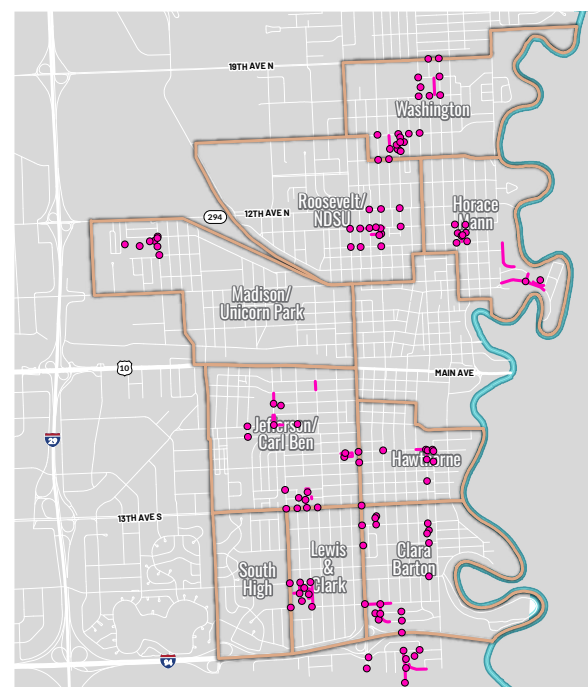 19TH AVE N
Washington
Roosevelt/
NDSU
Horace
Mann
294
12TH AVE N
Madison/
Unicorn Park
10
MAIN AVE
Jefferson/
Carl Ben
29
Hawthorne
13TH AVE S
South
High
Lewis
&
Clark
Clara
Barton
94